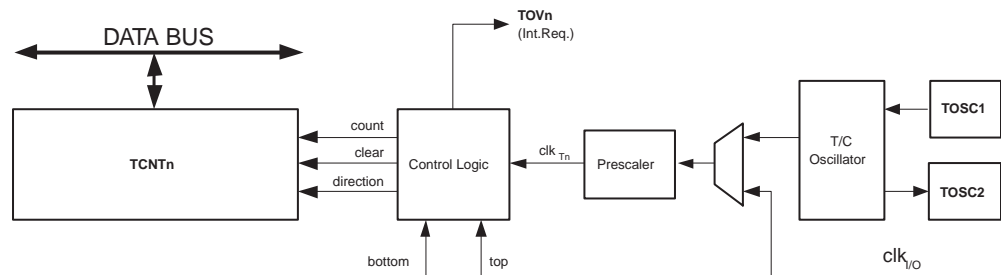 TOVn
(Int.Req.)
DATA BUS
TCNTn
count
clear
direction
Control Logic
clk Tn
Prescaler
T/C
Oscillator
TOSC1
TOSC2
bottom
top
clkI/O